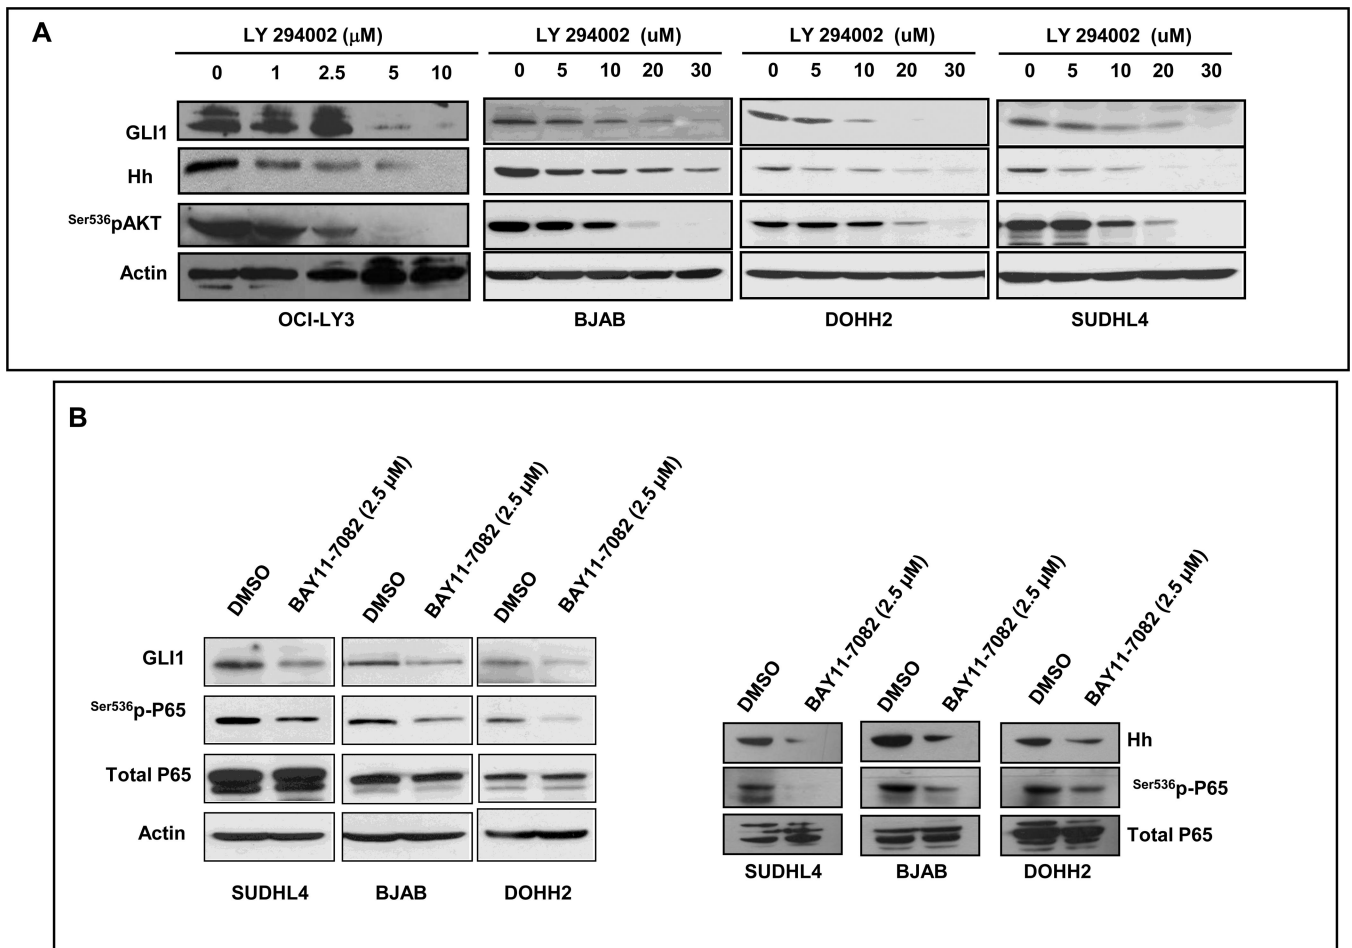 A
LY 294002 (μM) LY 294002 (uM) LY 294002 (uM) LY 294002 (uM)
0 1 2.5 5 10 0 5 10 20 30 0 5 10 20 30 0 5 10 20 30
GLI1
Hh
Ser536pAKT
Actin
OCI-LY3 BJAB DOHH2 SUDHL4
B
DMSO BAY11-7082 (2.5 µM) DMSO BAY11-7082 (2.5 µM) DMSO BAY11-7082 (2.5 µM)
GLI1
Ser536p-P65
Total P65
Actin
SUDHL4 BJAB DOHH2
DMSO BAY11-7082 (2.5 µM) DMSO BAY11-7082 (2.5 µM) DMSO BAY11-7082 (2.5 µM)
Hh
Ser536p-P65
Total P65
SUDHL4 BJAB DOHH2